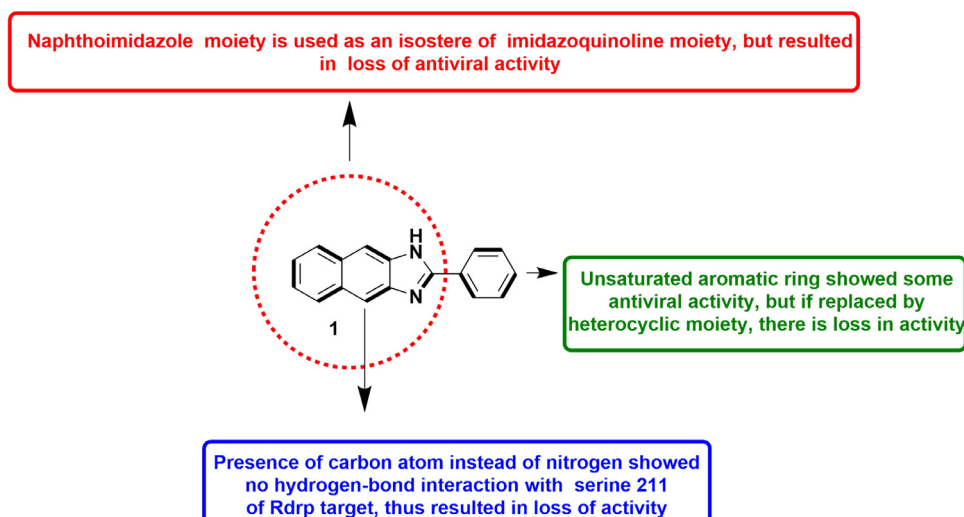 Naphthoimidazole moiety is used as an isostere of imidazoquinoline moiety, but resulted
in loss of antiviral activity
H
N
N
1
Unsaturated aromatic ring showed some
antiviral activity, but if replaced by
heterocyclic moiety, there is loss in activity
Presence of carbon atom instead of nitrogen showed
no hydrogen-bond interaction with serine 211
of Rdrp target, thus resulted in loss of activity